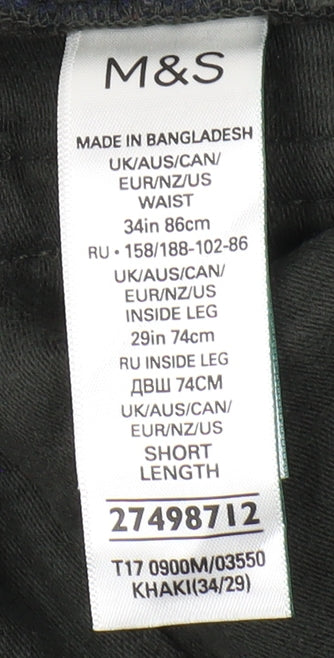 M&S
MADE IN BANGLADESH
UK/AUS/CAN/
EUR/NZ/US
WAIST
34in 86cm
RU • 158/188-102-86
UK/AUS/CAN/
EUR/NZ/US
INSIDE LEG
29in 74cm
RU INSIDE LEG
ДВШ 74СМ
UK/AUS/CAN/
EUR/NZ/US
SHORT
LENGTH
27498712
T17 0900M/03550
KHAKI(34/29)